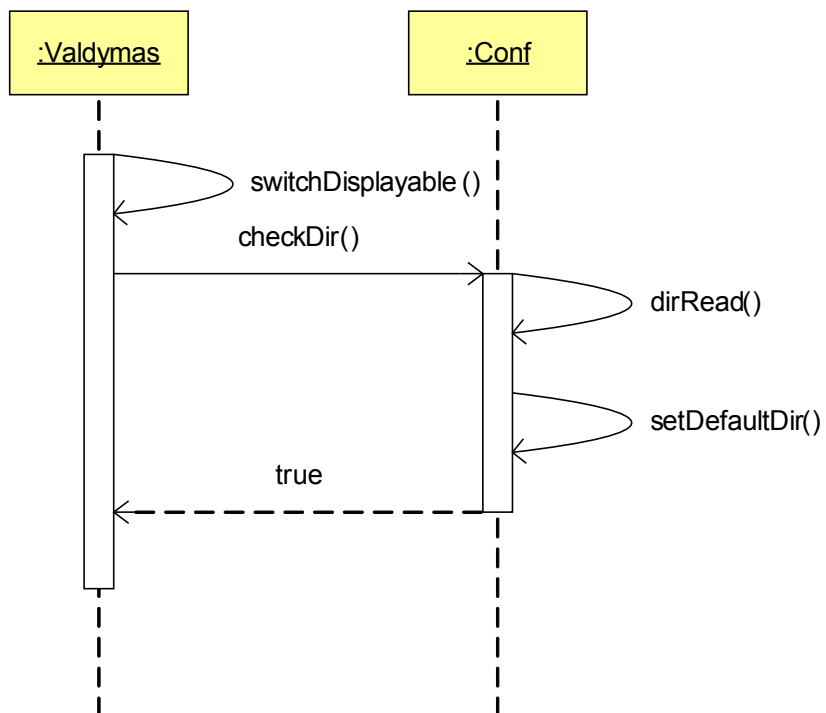 :Valdymas
:Conf
switchDisplayable ()
checkDir()
dirRead()
setDefaultDir()
true